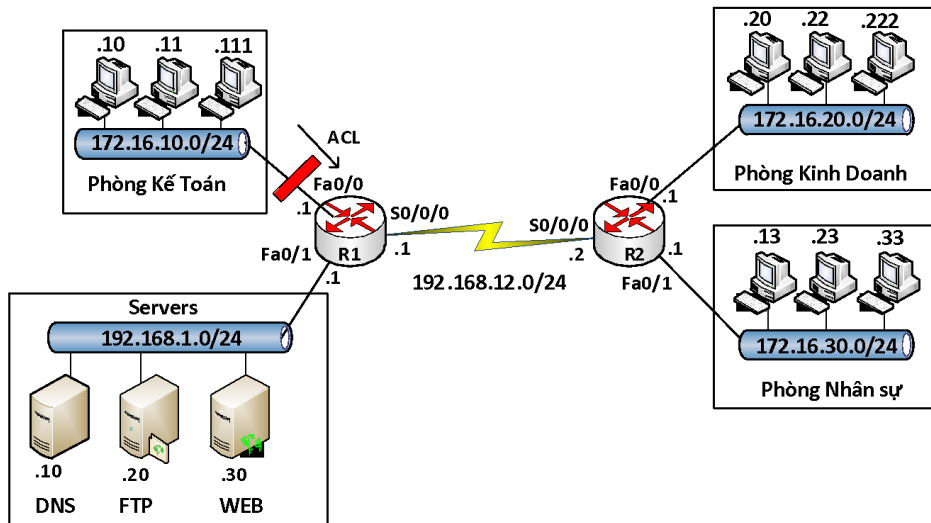 .10 .11 .111
172.16.10.0/24
Phòng Kế Toán
ACL
Fa0/0
.1
S0/0/0
.1
R1
Fa0/1
.1
192.168.12.0/24
S0/0/0
.2
R2
Fa0/0
.1
.1
Fa0/1
.20 .22 .222
172.16.20.0/24
Phòng Kinh Doanh
.13 .23 .33
172.16.30.0/24
Phòng Nhân sự
Servers
192.168.1.0/24
.10 .20 .30
DNS FTP WEB